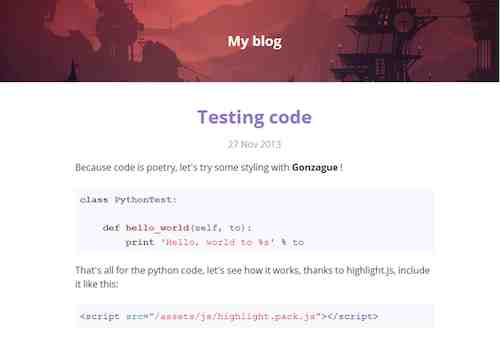 My blog
Testing code
27 Nov 2013
Because code is poetry, let's try some styling with Gonzague !
class PythonTest:
    def hello_world(self, to):
        print 'Hello, world to %s' % to
That's all for the python code, let's see how it works, thanks to highlight.js, include
it like this:
<script src="/assets/js/highlight.pack.js"></script>